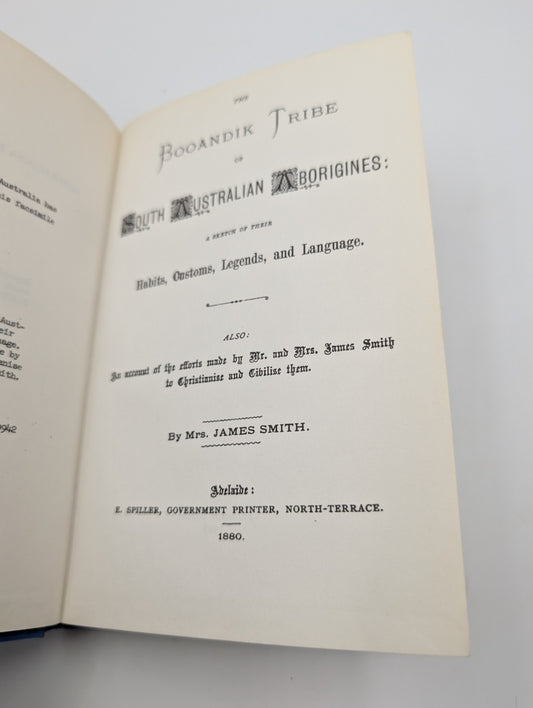 Australia has
is facsimile
Aust-
eir
uage.
e by
anise
ith.
0942
THE
BOOANDIK TRIBE
OF
SOUTH AUSTRALIAN ABORIGINES:
A SKETCH OF THEIR
Habits, Customs, Legends, and Language.
ALSO:
An account of the efforts made by Mr. and Mrs. James Smith
to Christianise and Civilise them.
By Mrs. JAMES SMITH.
Adelaide:
E. SPILLER, GOVERNMENT PRINTER, NORTH-TERRACE.
1880.